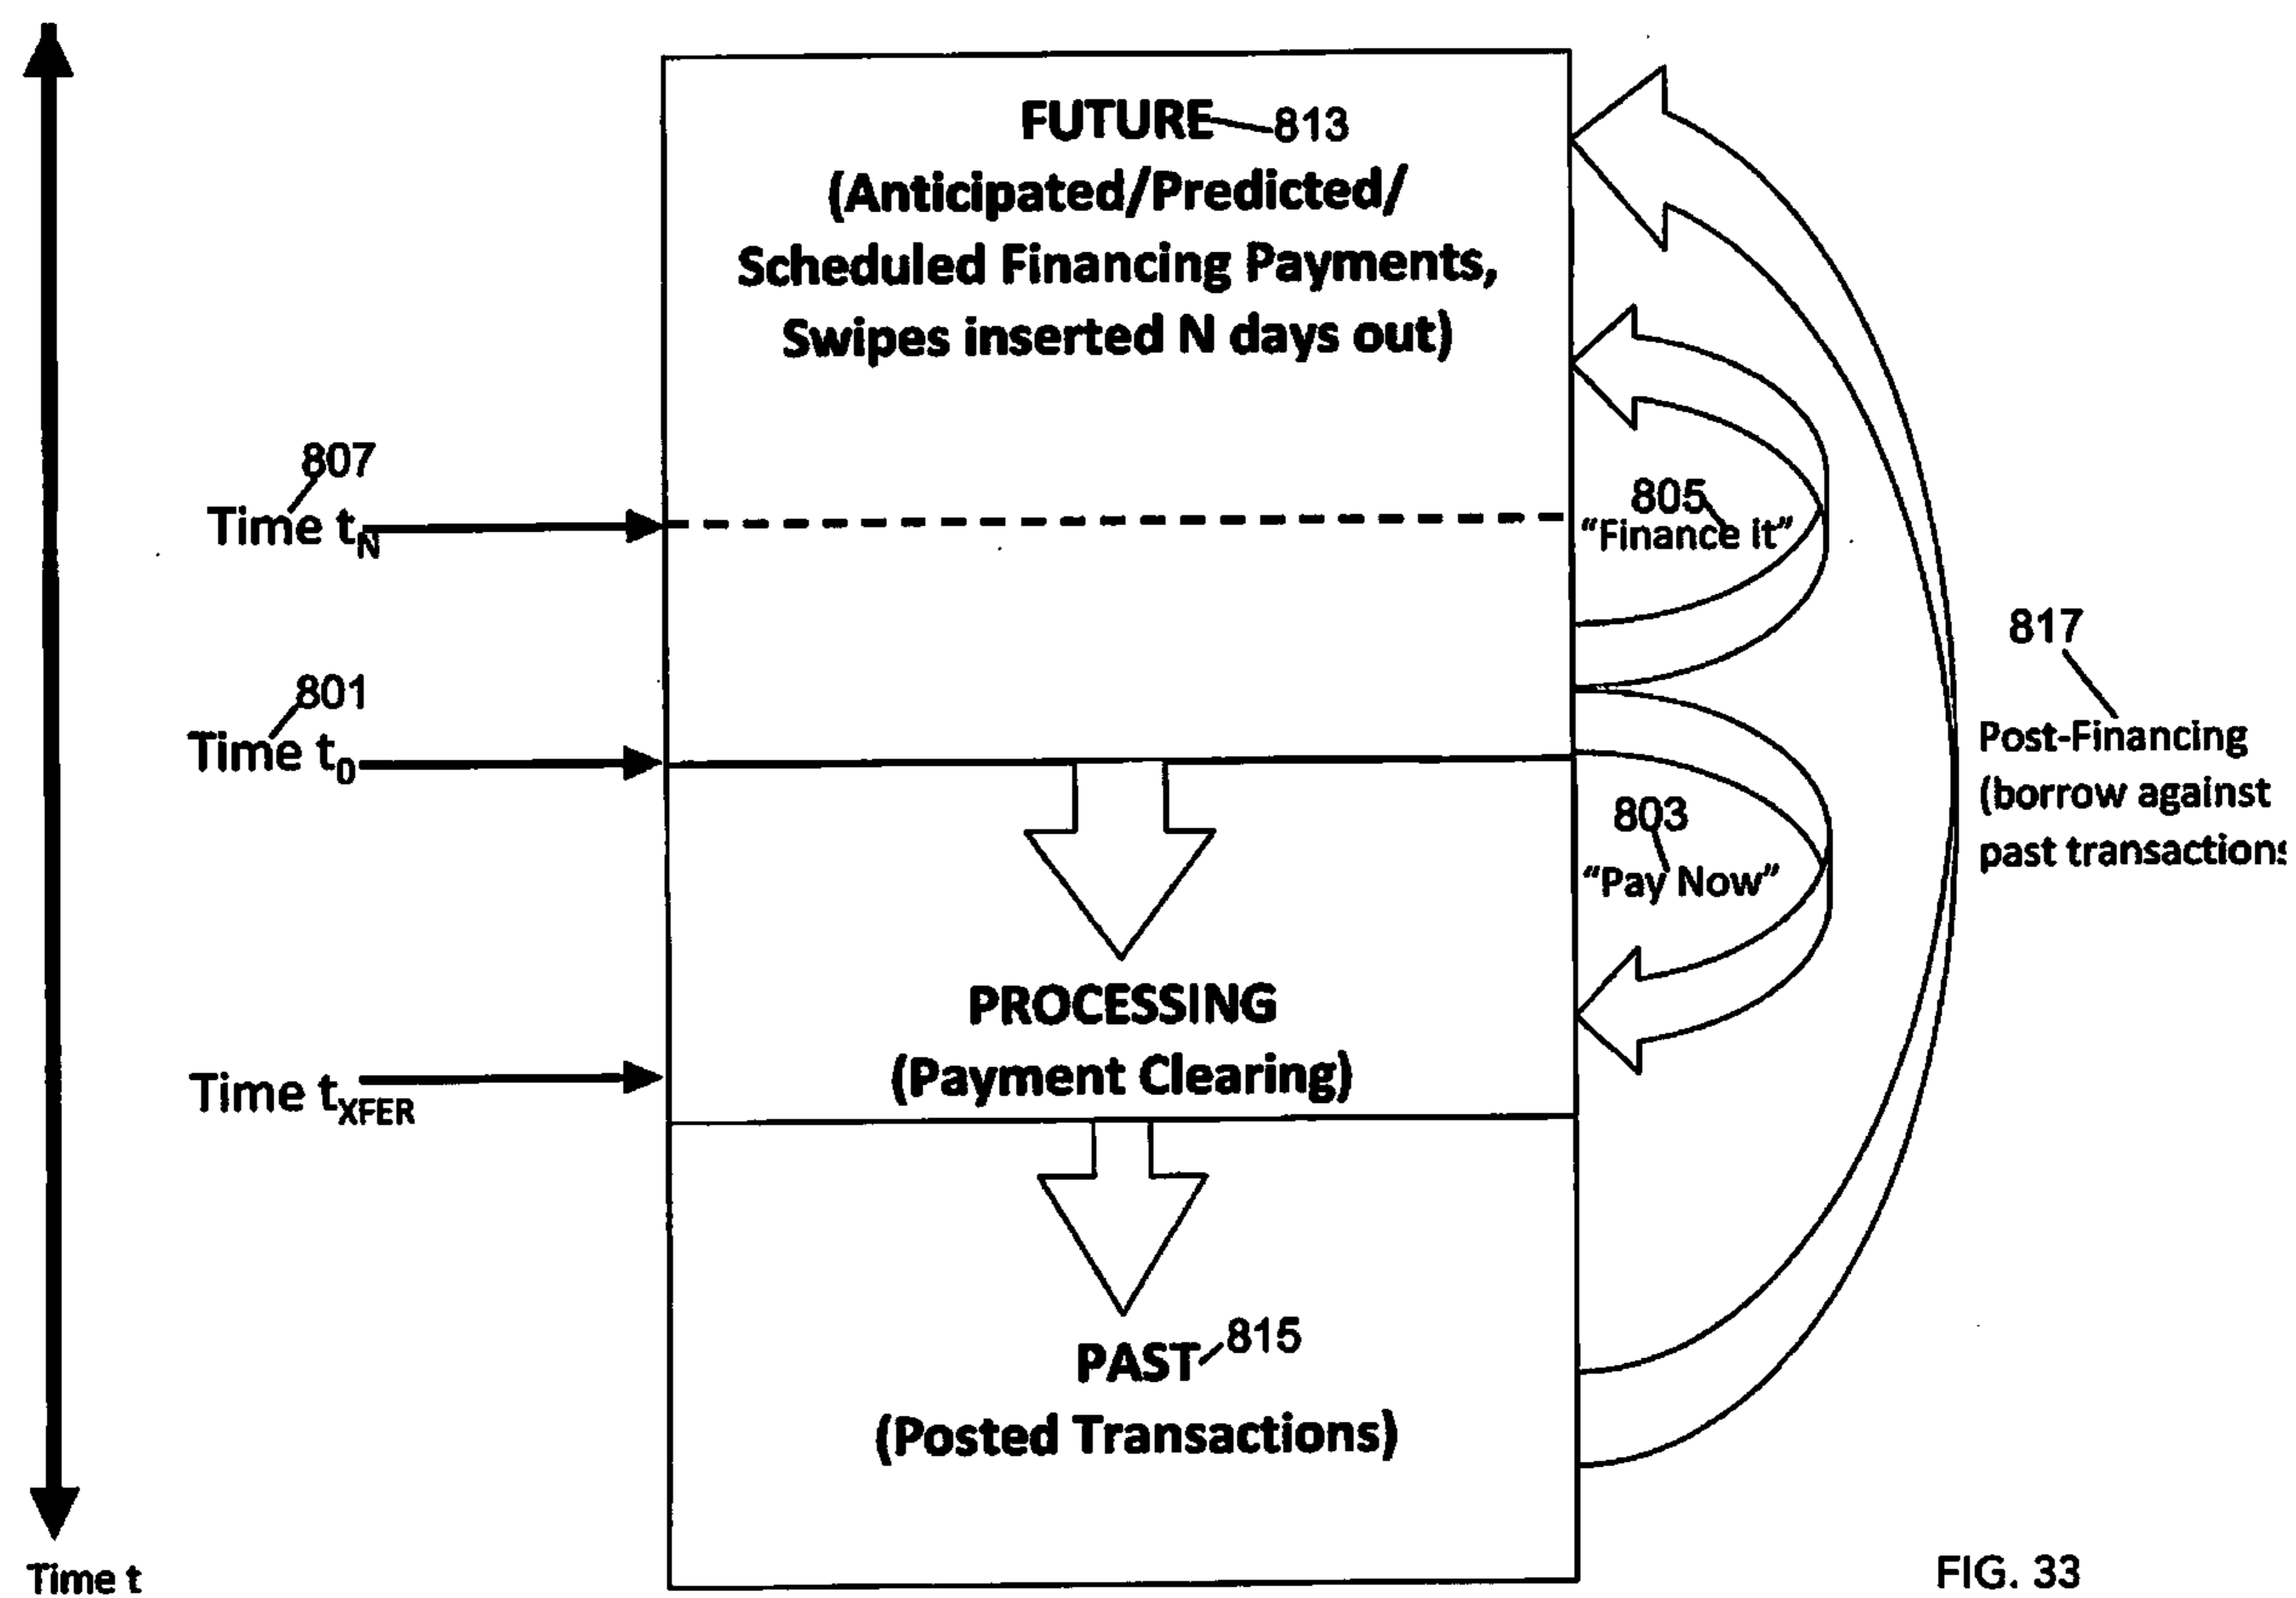 FUTURE 813
(Anticipated/Predicted/
Scheduled Financing Payments,
Swipes inserted N days out)
807
Time tN
805
“Finance it”
817
Post-Financing
(borrow against
past transactions
801
Time t0
803
“Pay Now”
PROCESSING
(Payment Clearing)
Time tXFER
PAST 815
(Posted Transactions)
Time t
FIG. 33